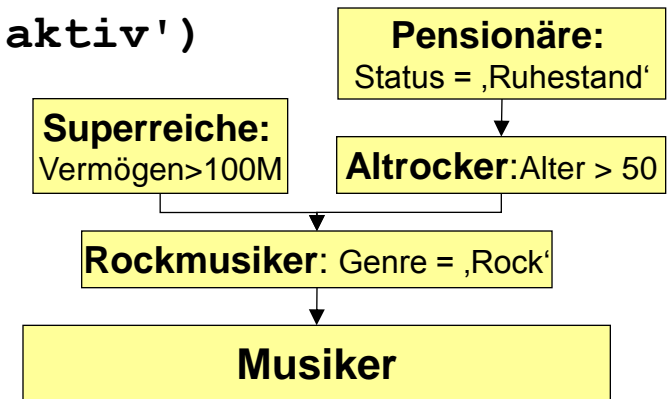 aktiv')
Pensionäre:
Status = ‚Ruhestand‘
Superreiche:
Vermögen>100M
Altrocker:Alter > 50
Rockmusiker: Genre = ‚Rock‘
Musiker